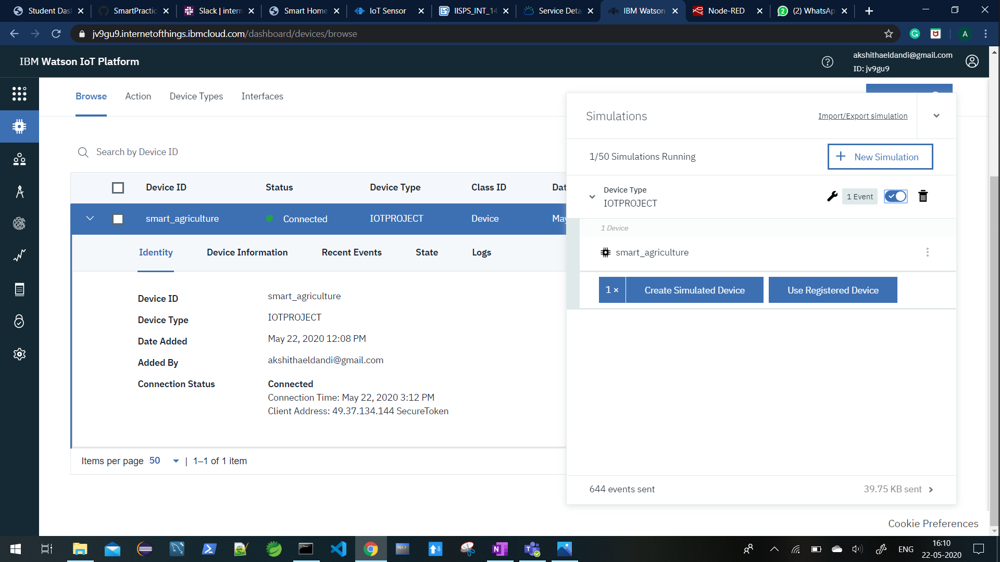 Student Das
SmartPractic
Slack | intern
Smart Home
IoT Sensor
IISPS_INT_14
Service Deta
IBM Watson
Node-RED
(2) WhatsAp
jv9gu9.internetofthings.ibmcloud.com/dashboard/devices/browse
A
IBM Watson IoT Platform
akshithaeldandi@gmail.com
ID: jv9gu9
Browse Action Device Types Interfaces
Simulations
Import/Export simulation
Search by Device ID
1/50 Simulations Running
+ New Simulation
Device ID Status Device Type Class ID Dat
Device Type
IOTPROJECT
1 Event
smart_agriculture Connected IOTPROJECT Device May
1 Device
smart_agriculture
Identity Device Information Recent Events State Logs
1 × Create Simulated Device Use Registered Device
Device ID smart_agriculture
Device Type IOTPROJECT
Date Added May 22, 2020 12:08 PM
Added By akshithaeldandi@gmail.com
Connection Status Connected
Connection Time: May 22, 2020 3:12 PM
Client Address: 49.37.134.144 SecureToken
Items per page 50 | 1–1 of 1 item
644 events sent
39.75 KB sent
Cookie Preferences
SQL>
ENG
16:10
22-05-2020